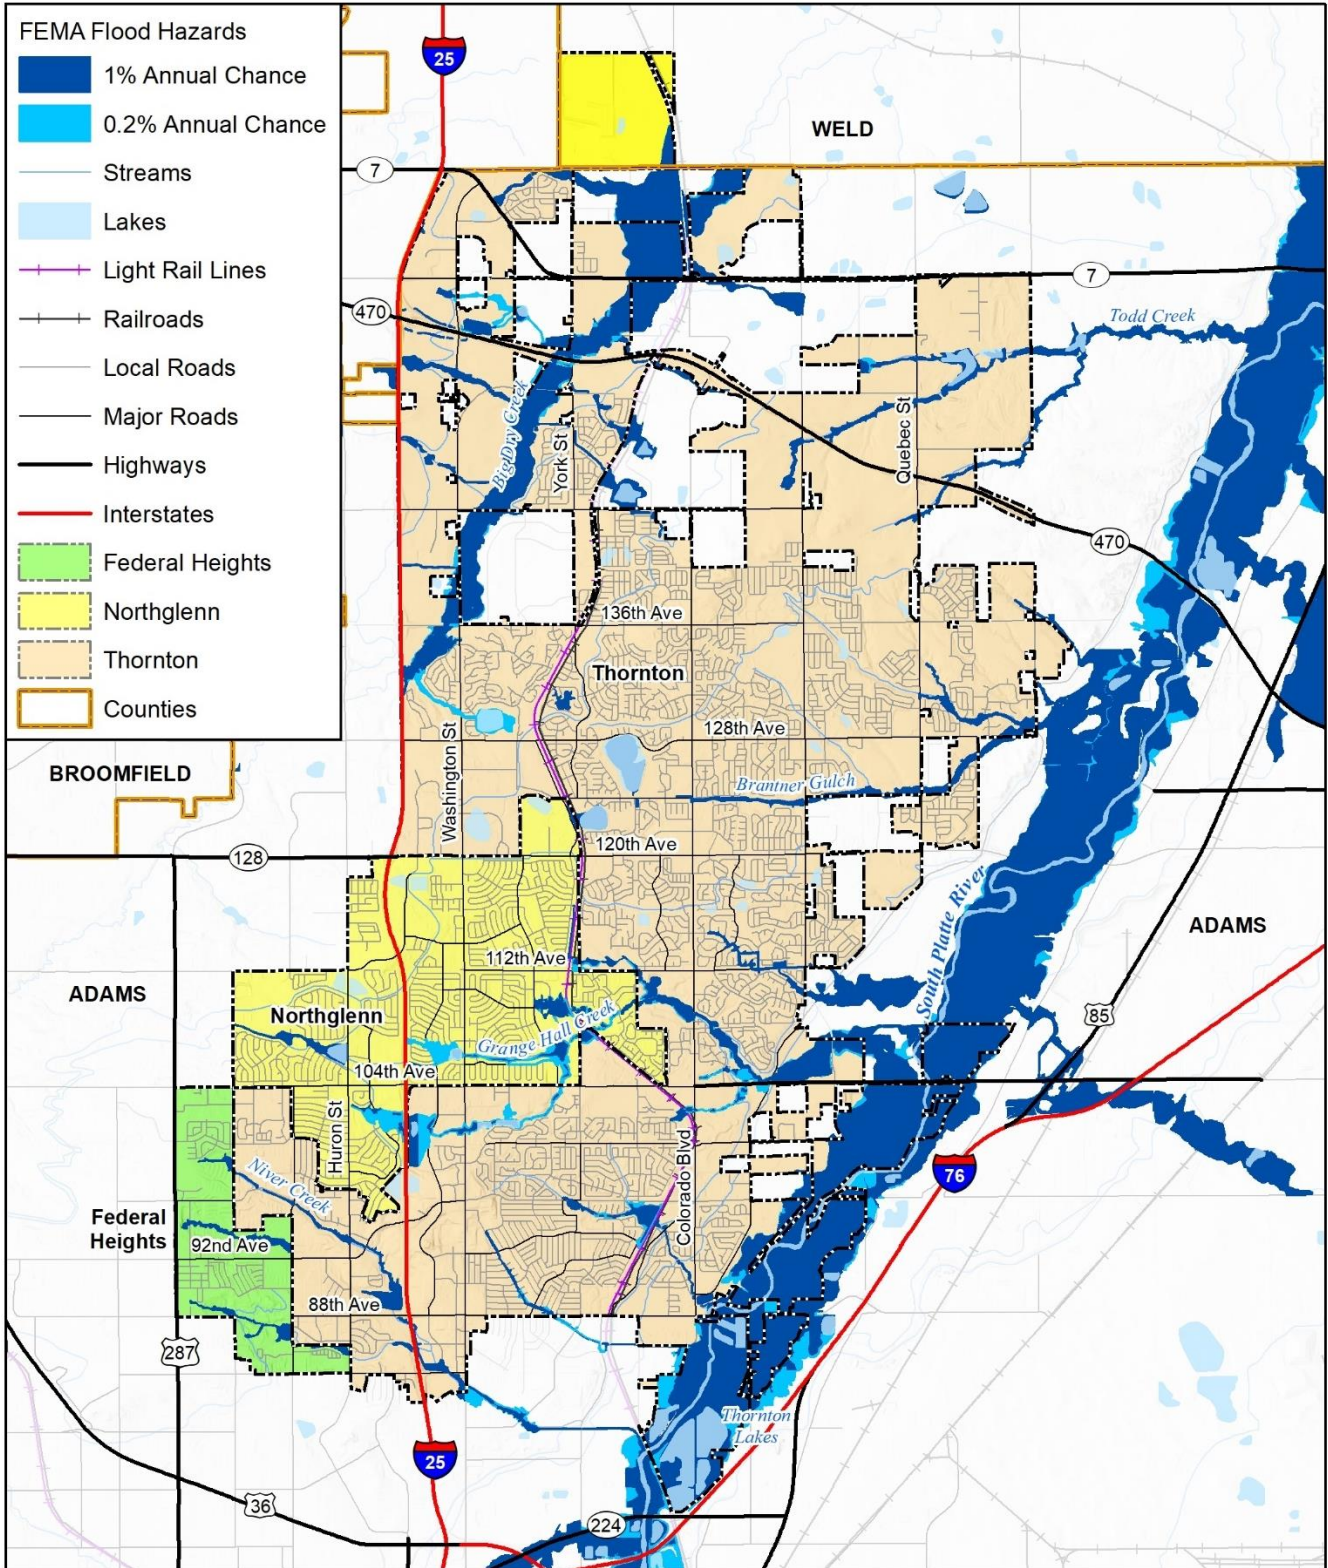 FEMA Flood Hazards
1% Annual Chance
0.2% Annual Chance
Streams
Lakes
Light Rail Lines
Railroads
Local Roads
Major Roads
Highways
Interstates
Federal Heights
Northglenn
Thornton
Counties
25
WELD
7
7
470
Todd Creek
Big Dry Creek
York St
Quebec St
470
136th Ave
Thornton
Washington St
128th Ave
BROOMFIELD
Brantner Gulch
120th Ave
128
South Platte River
ADAMS
112th Ave
ADAMS
Northglenn
85
Grange Hall Creek
104th Ave
Huron St
Colorado Blvd
76
Niver Creek
Federal
Heights
92nd Ave
88th Ave
287
Thornton
Lakes
25
36
224